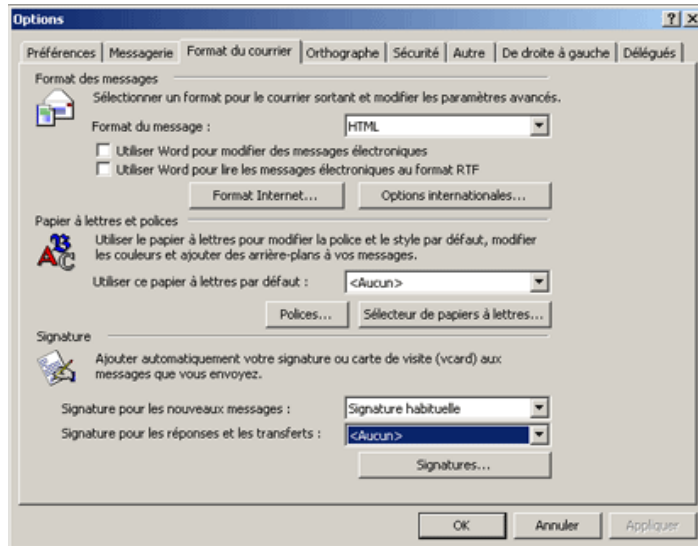 Options
Préférences Messagerie Format du courrier Orthographe Sécurité Autre De droite à gauche Délégués
Format des messages
Sélectionner un format pour le courrier sortant et modifier les paramètres avancés.
Format du message : HTML
Utiliser Word pour modifier des messages électroniques
Utiliser Word pour lire les messages électroniques au format RTF
Format Internet... Options internationales...
Papier à lettres et polices
Utiliser le papier à lettres pour modifier la police et le style par défaut, modifier
les couleurs et ajouter des arrière-plans à vos messages.
Utiliser ce papier à lettres par défaut : <Aucun>
Polices... Sélecteur de papiers à lettres...
Signature
Ajouter automatiquement votre signature ou carte de visite (vcard) aux
messages que vous envoyez.
Signature pour les nouveaux messages : Signature habituelle
Signature pour les réponses et les transferts : <Aucun>
Signatures...
OK Annuler Appliquer